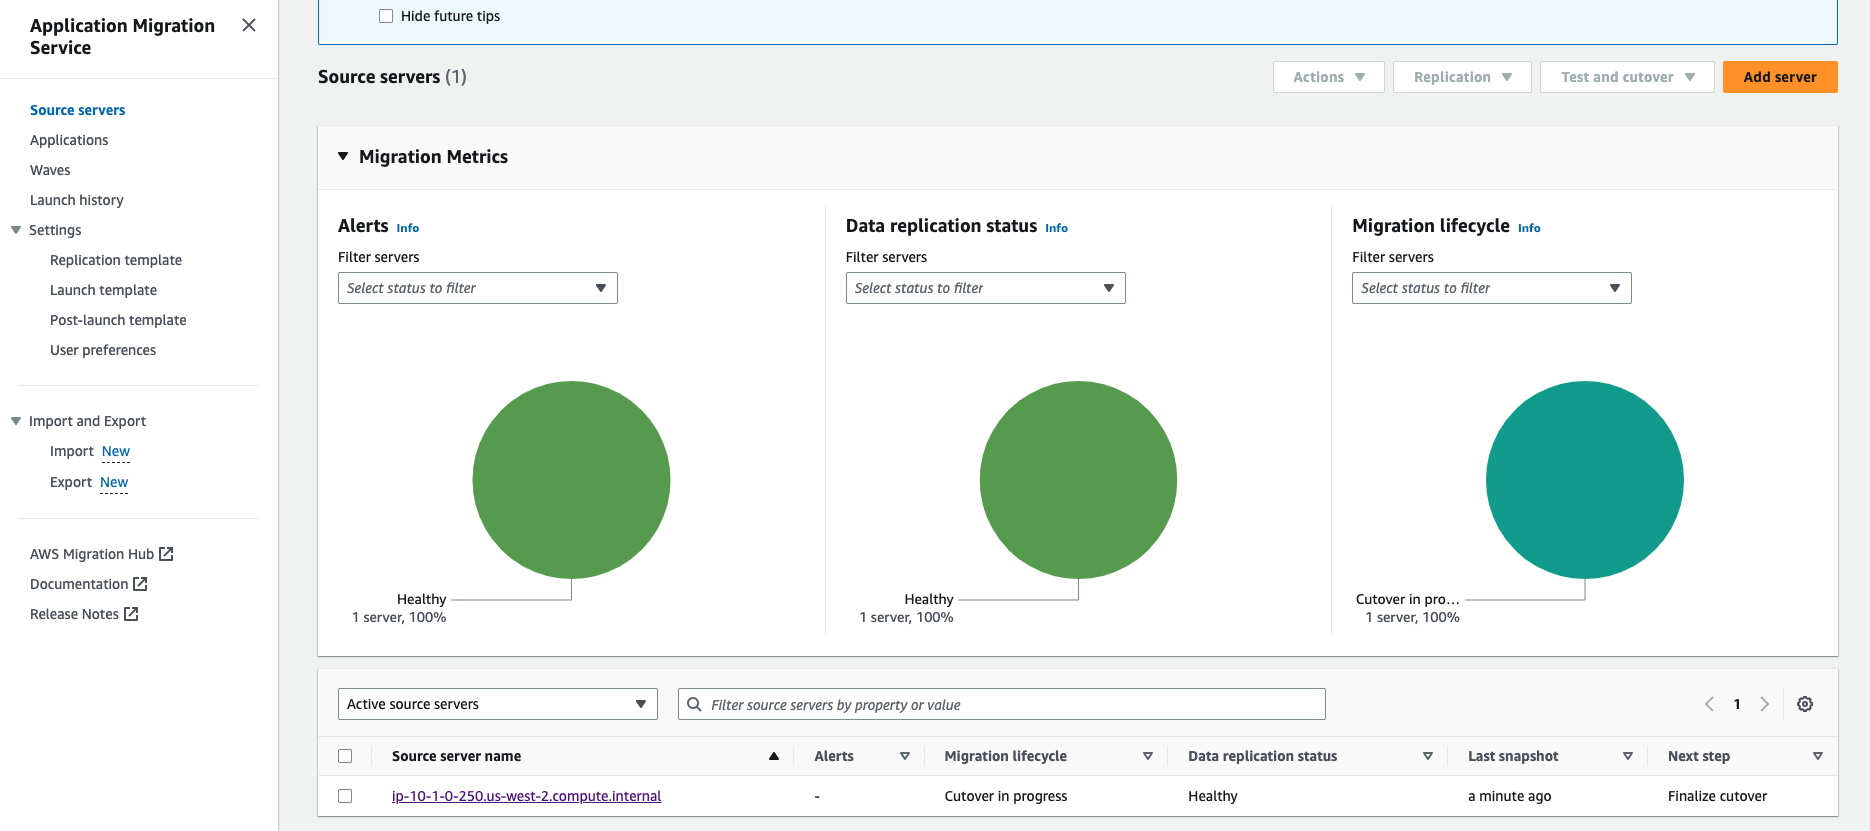 Application Migration
Service
Source servers
Applications
Waves
Launch history
Settings
Replication template
Launch template
Post-launch template
User preferences
Import and Export
Import New
Export New
AWS Migration Hub
Documentation
Release Notes
Hide future tips
Source servers (1)
Actions
Replication
Test and cutover
Add server
Migration Metrics
Alerts Info
Filter servers
Select status to filter
Healthy
1 server, 100%
Data replication status Info
Filter servers
Select status to filter
Healthy
1 server, 100%
Migration lifecycle Info
Filter servers
Select status to filter
Cutover in pro...
1 server, 100%
Active source servers
Filter source servers by property or value
1
Source server name Alerts Migration lifecycle Data replication status Last snapshot Next step
ip-10-1-0-250.us-west-2.compute.internal - Cutover in progress Healthy a minute ago Finalize cutover